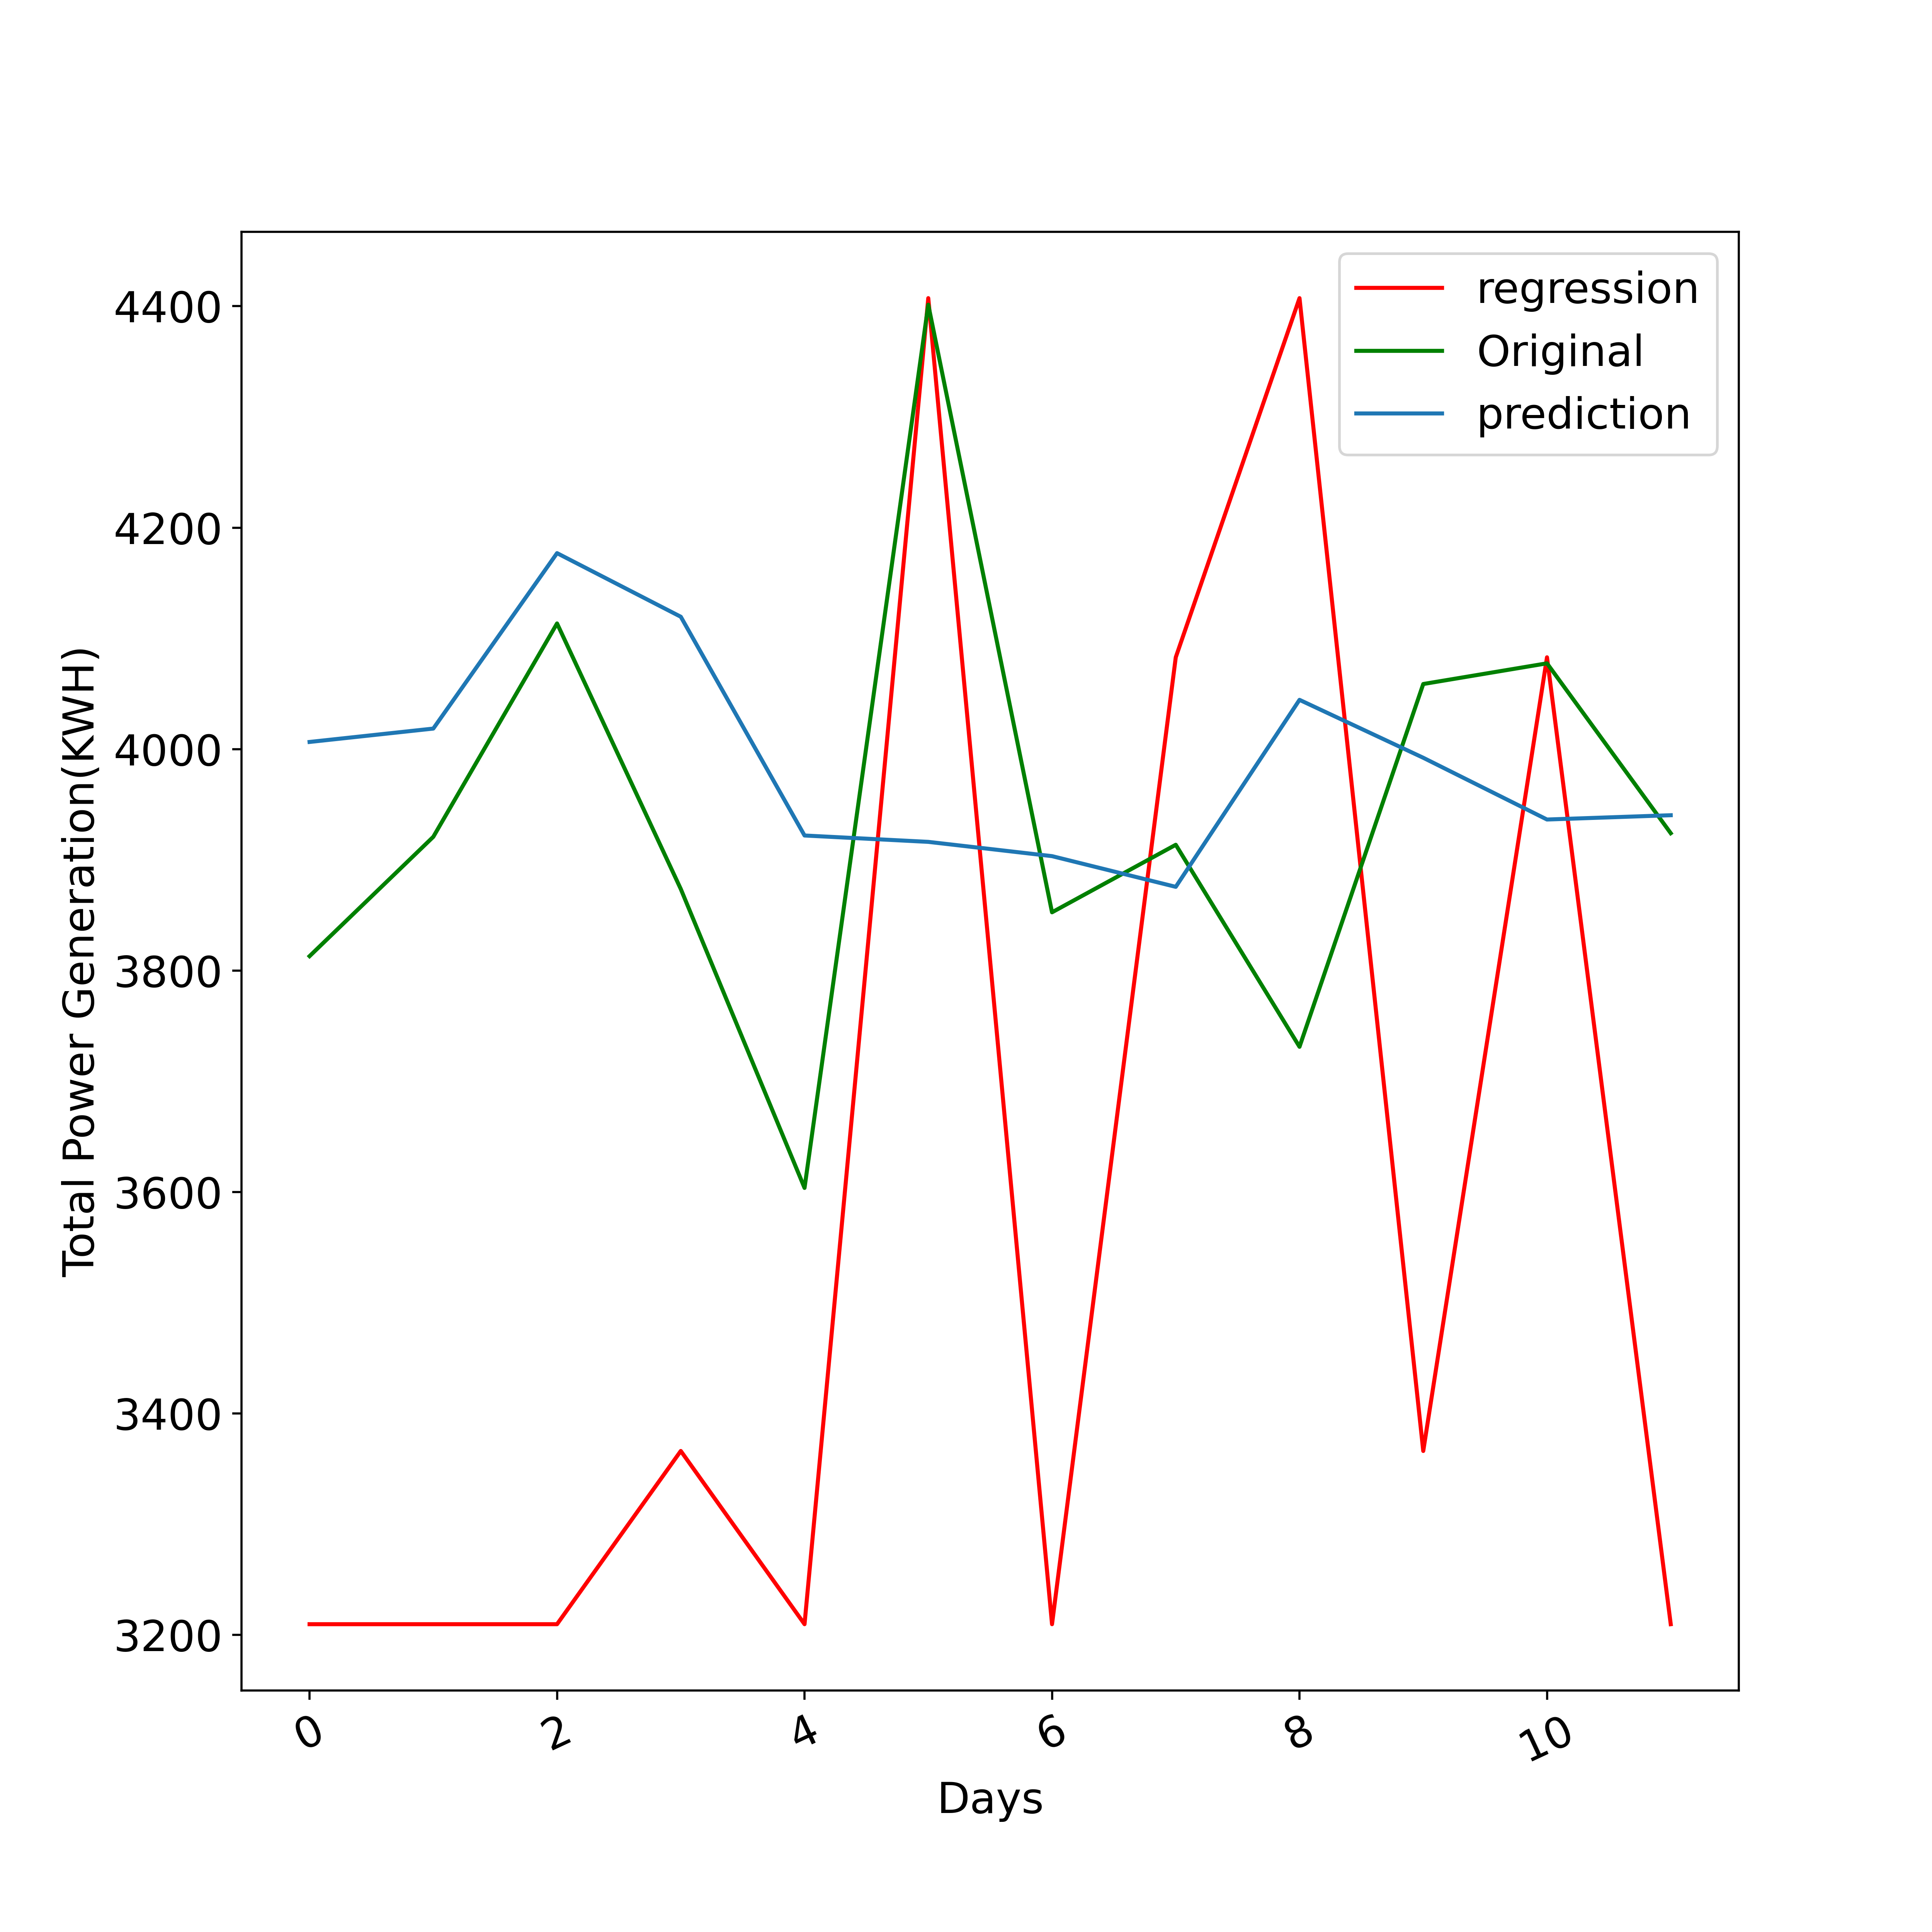 regression
Original
prediction
4400
4200
4000
3800
3600
3400
3200
Total Power Generation(KWH)
0 2 4 6 8 10
Days